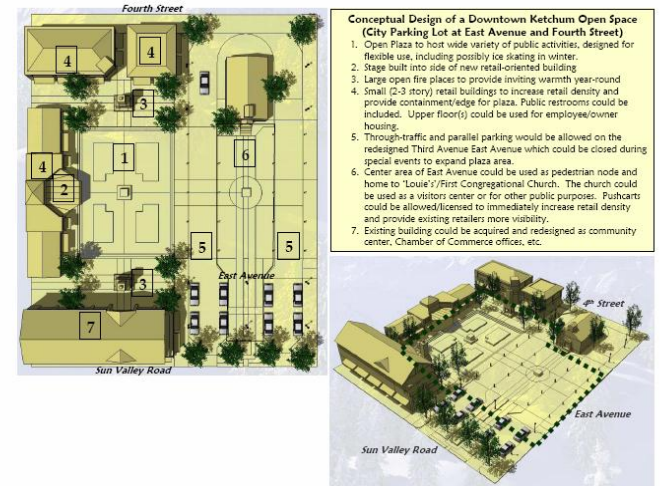 Fourth Street
4
4
3
1
4
2
6
5
5
East Avenue
3
7
Sun Valley Road
Conceptual Design of a Downtown Ketchum Open Space
(City Parking Lot at East Avenue and Fourth Street)
1. Open Plaza to host wide variety of public activities, designed for
flexible use, including possibly ice skating in winter.
2. Stage built into side of new retail-oriented building
3. Large open fire places to provide inviting warmth year-round
4. Small (2-3 story) retail buildings to increase retail density and
provide containment/edge for plaza. Public restrooms could be
included. Upper floor(s) could be used for employee/owner
housing.
5. Through-traffic and parallel parking would be allowed on the
redesigned Third Avenue East Avenue which could be closed during
special events to expand plaza area.
6. Center area of East Avenue could be used as pedestrian node and
home to ‘Louie’s’/First Congregational Church. The church could
be used as a visitors center or for other public purposes. Pushcarts
could be allowed/licensed to immediately increase retail density
and provide existing retailers more visibility.
7. Existing building could be acquired and redesigned as community
center, Chamber of Commerce offices, etc.
4th Street
East Avenue
Sun Valley Road